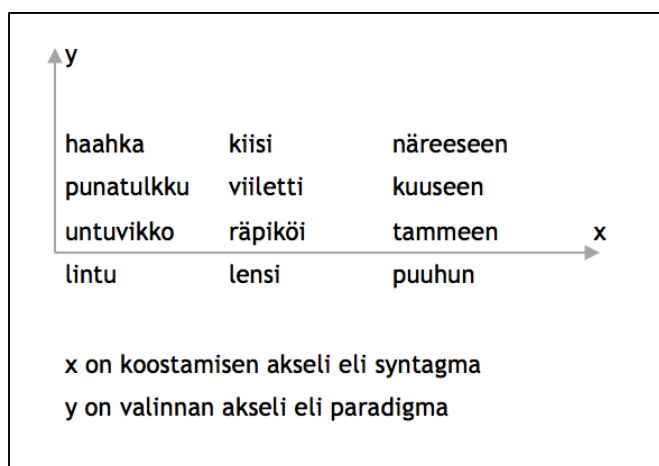 y
haahka kiisi näreeseen
punatulkku viiletti kuuseen
untuvikko räpiköi tammeen x
lintu lensi puuhun
x on koostamisen akseli eli syntagma
y on valinnan akseli eli paradigma